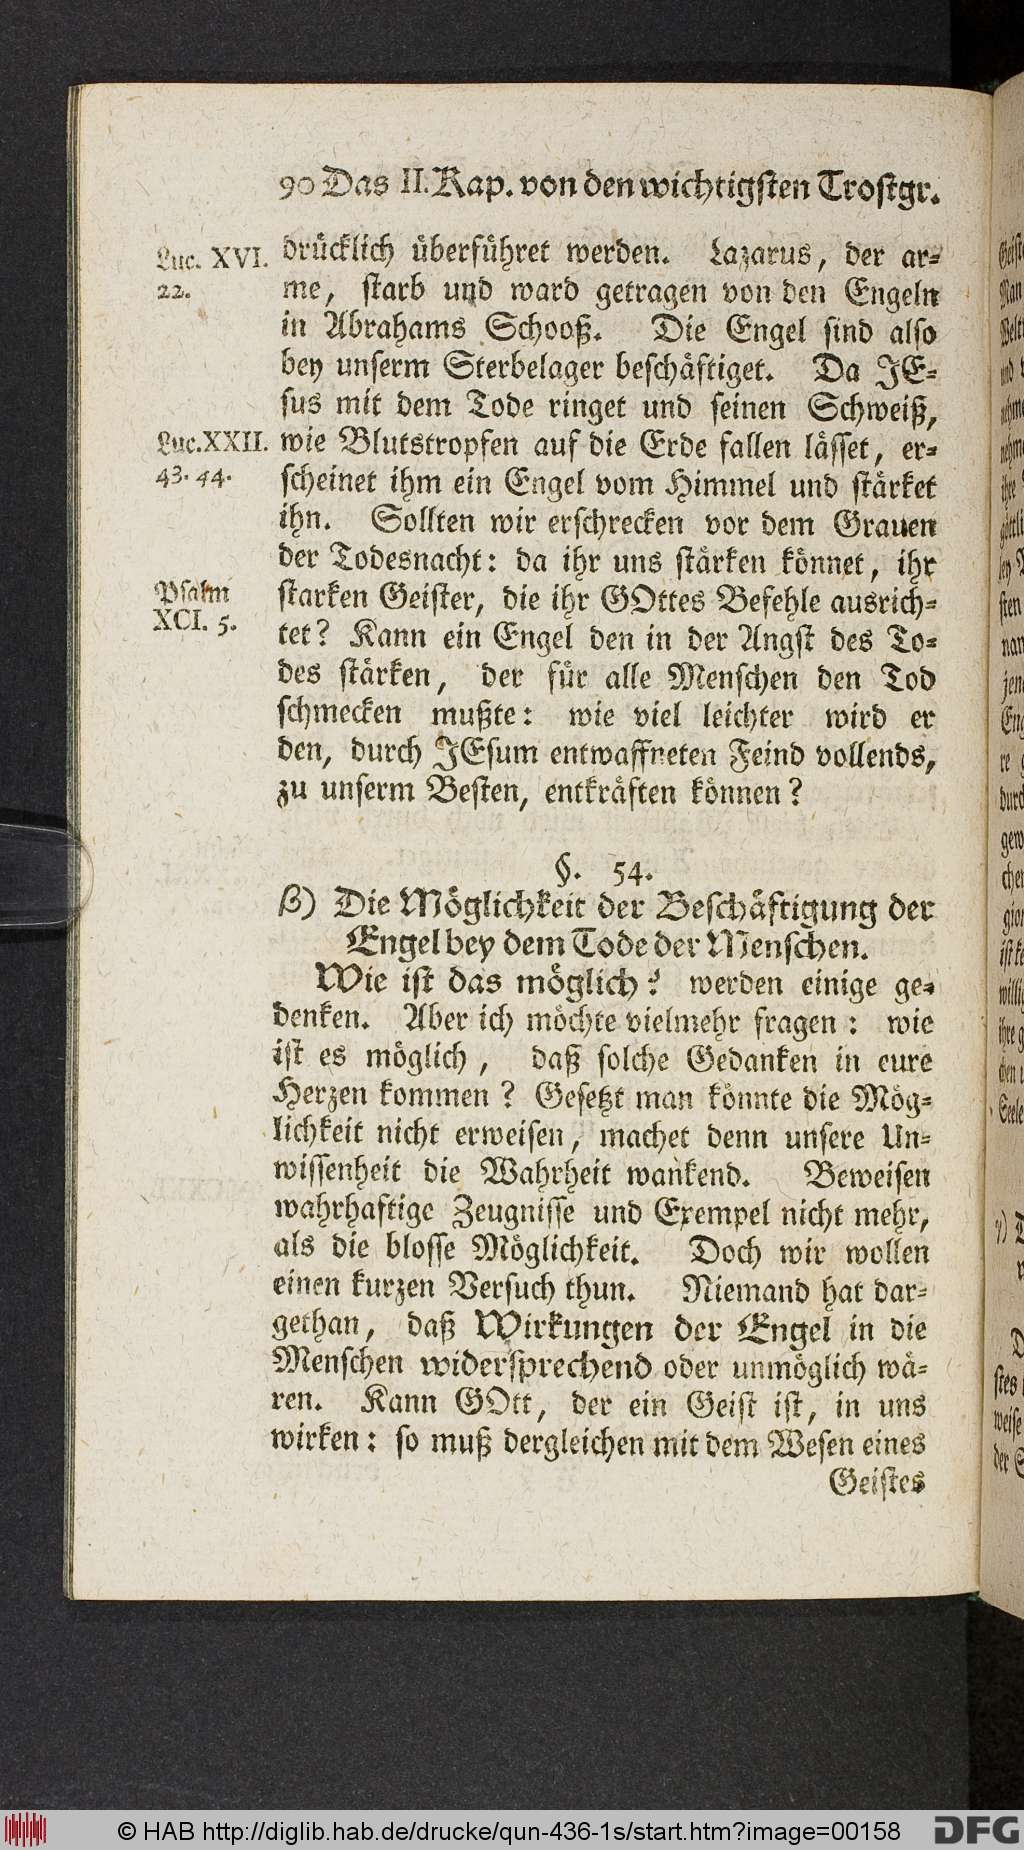 90 Das II. Kap. von den wichtigsten Trostgr.
Luc. XVI.
22.
drücklich überführet werden. Lazarus, der ar-
me, starb und ward getragen von den Engeln
in Abrahams Schooß. Die Engel sind also
bey unserm Sterbelager beschäftiget. Da JE-
sus mit dem Tode ringet und seinen Schweiß,
Luc. XXII.
43. 44.
wie Blutstropfen auf die Erde fallen lässet, er-
scheinet ihm ein Engel vom Himmel und stärket
ihn. Sollten wir erschrecken vor dem Grauen
der Todesnacht: da ihr uns stärken könnet, ihr
Psalm
XCI. 5.
starken Geister, die ihr GOttes Befehle ausrich-
tet? Kann ein Engel den in der Angst des To-
des stärken, der für alle Menschen den Tod
schmecken mußte: wie viel leichter wird er
den, durch JEsum entwaffneten Feind vollends,
zu unserm Besten, entkräften können?
§. 54.
β) Die Möglichkeit der Beschäftigung der
Engel bey dem Tode der Menschen.
Wie ist das möglich? werden einige ge-
denken. Aber ich möchte vielmehr fragen: wie
ist es möglich, daß solche Gedanken in eure
Herzen kommen? Gesetzt man könnte die Mög-
lichkeit nicht erweisen, machet denn unsere Un-
wissenheit die Wahrheit wankend. Beweisen
wahrhaftige Zeugnisse und Exempel nicht mehr,
als die blosse Möglichkeit. Doch wir wollen
einen kurzen Versuch thun. Niemand hat dar-
gethan, daß Wirkungen der Engel in die
Menschen widersprechend oder unmöglich wä-
ren. Kann GOtt, der ein Geist ist, in uns
wirken: so muß dergleichen mit dem Wesen eines
Geistes
© HAB http://diglib.hab.de/drucke/qun-436-1s/start.htm?image=00158
DFG